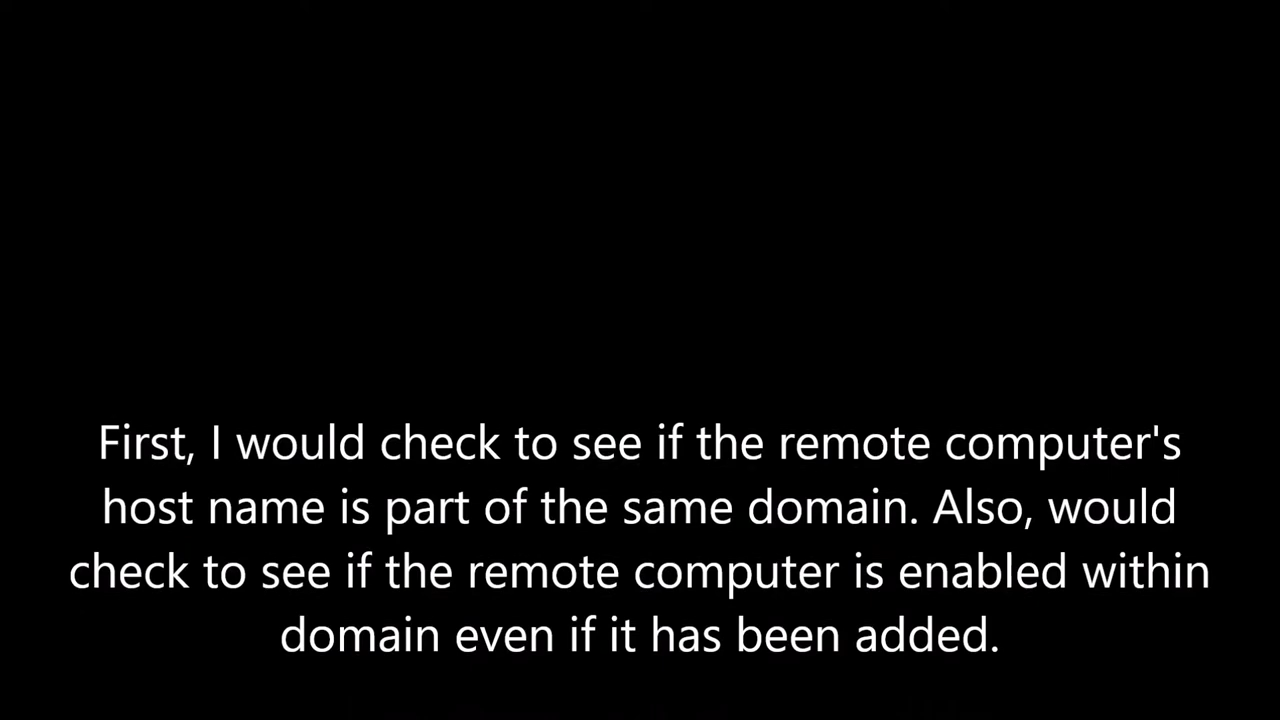 First, I would check to see if the remote computer's
host name is part of the same domain. Also, would
check to see if the remote computer is enabled within
domain even if it has been added.